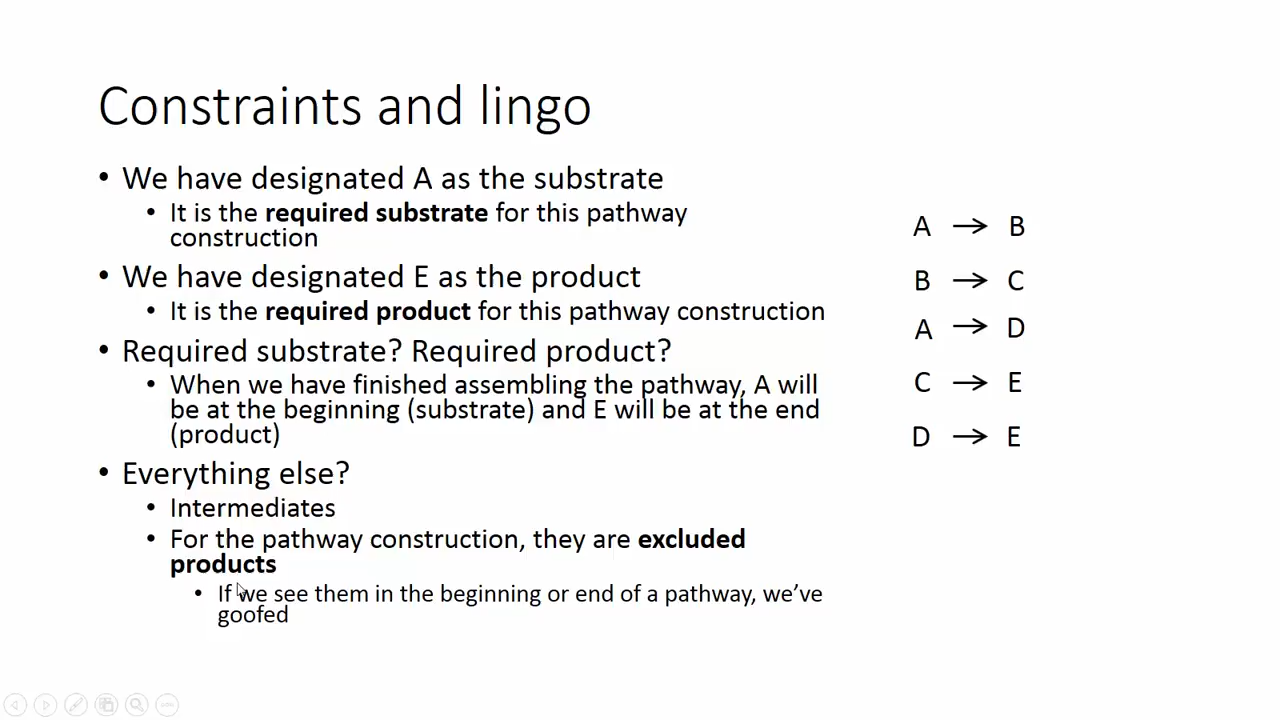 Constraints and lingo
• We have designated A as the substrate
• It is the required substrate for this pathway
construction
• We have designated E as the product
• It is the required product for this pathway construction
• Required substrate? Required product?
• When we have finished assembling the pathway, A will
be at the beginning (substrate) and E will be at the end
(product)
• Everything else?
• Intermediates
• For the pathway construction, they are excluded
products
• If we see them in the beginning or end of a pathway, we’ve
goofed
A → B
B → C
A → D
C → E
D → E